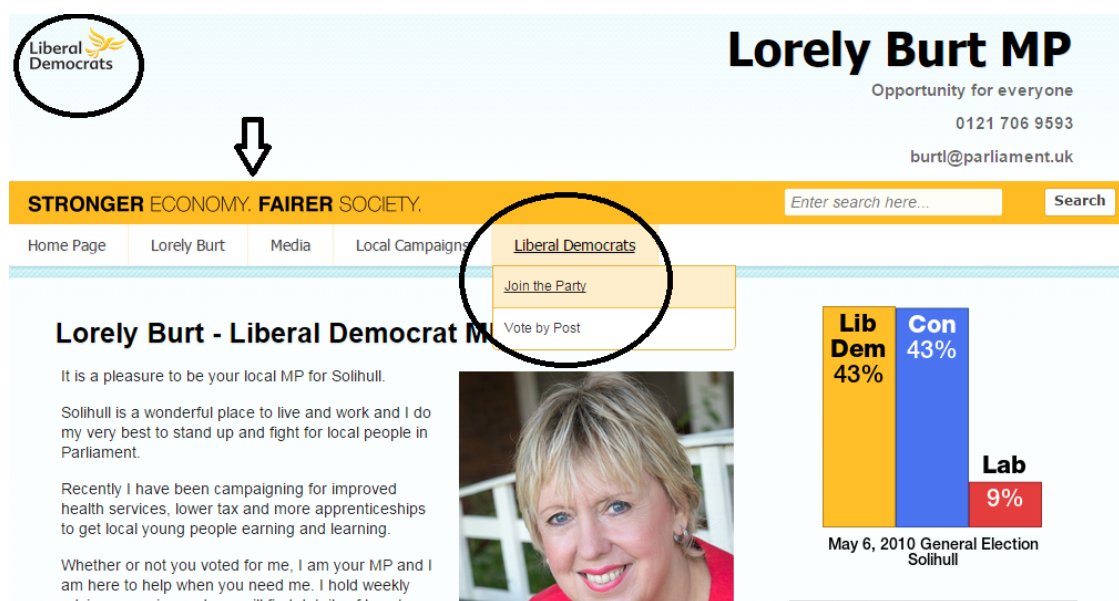 Liberal
Democrats
Lorely Burt MP
Opportunity for everyone
0121 706 9593
burtl@parliament.uk
STRONGER ECONOMY. FAIRER SOCIETY.
Enter search here...
Search
Home Page
Lorely Burt
Media
Local Campaigns
Liberal Democrats
Join the Party
Vote by Post
Lorely Burt - Liberal Democrat
It is a pleasure to be your local MP for Solihull.
Solihull is a wonderful place to live and work and I do
my very best to stand up and fight for local people in
Parliament.
Recently I have been campaigning for improved
health services, lower tax and more apprenticeships
to get local young people earning and learning.
Whether or not you voted for me, I am your MP and I
am here to help when you need me. I hold weekly
Lib
Dem
43%
Con
43%
Lab
9%
May 6, 2010 General Election
Solihull